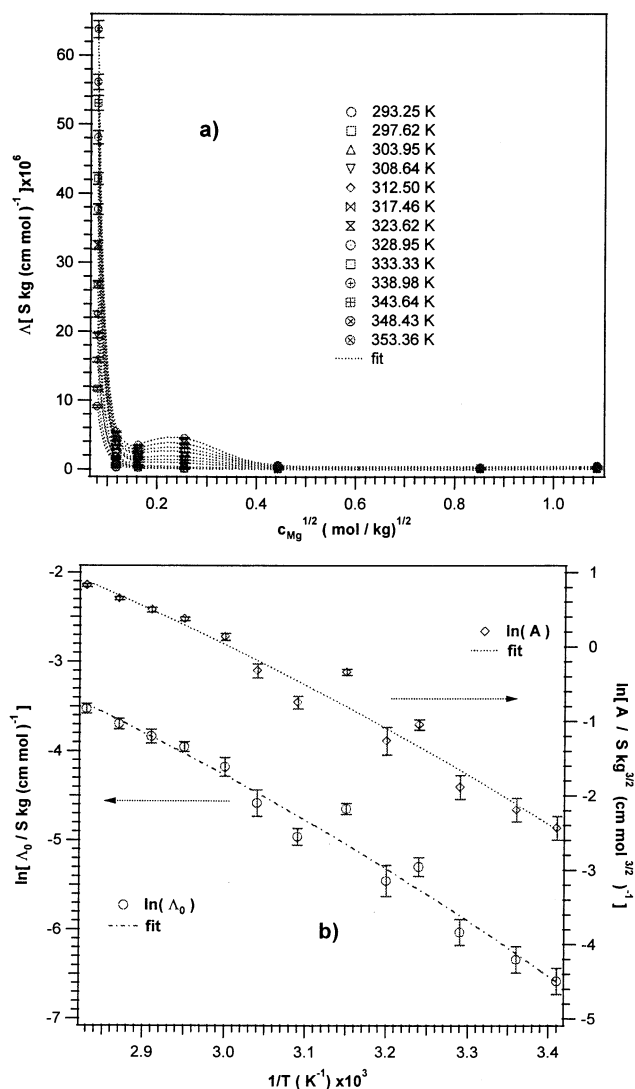 60
50
40
30
20
10
0
Λ[ S kg (cm mol )⁻¹ ]x10⁶
a)
293.25 K
297.62 K
303.95 K
308.64 K
312.50 K
317.46 K
323.62 K
328.95 K
333.33 K
338.98 K
343.64 K
348.43 K
353.36 K
fit
0.2 0.4 0.6 0.8 1.0
c_Mg^1/2 ( mol / kg)^1/2
-2
-3
-4
-5
-6
-7
ln[ Λ₀ / S kg (cm mol )⁻¹ ]
1
0
-1
-2
-3
-4
-5
ln[ A / S kg^3/2 (cm mol^3/2 )⁻¹ ]
ln( A )
fit
ln( Λ₀ )
fit
b)
2.9 3.0 3.1 3.2 3.3 3.4
1/T ( K⁻¹) x10³